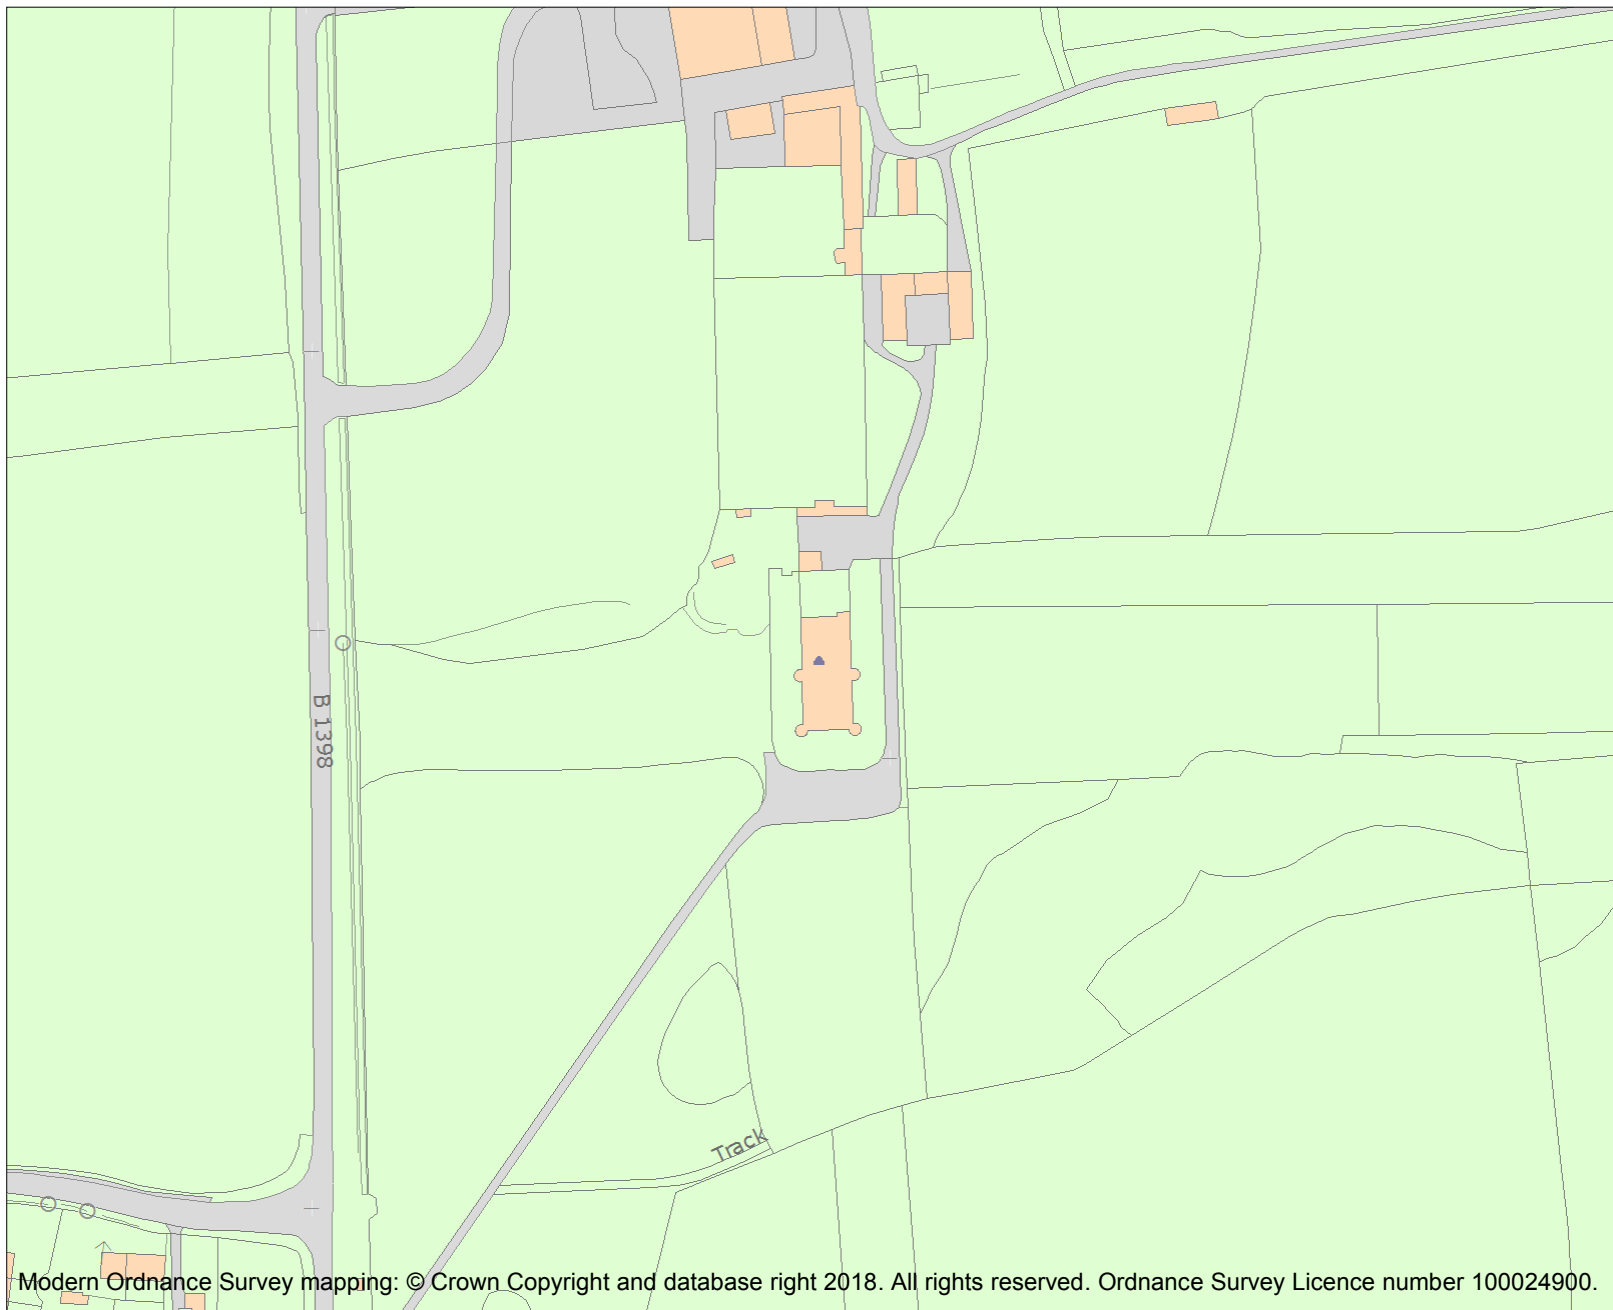 B 1398
Track
Modern Ordnance Survey mapping: © Crown Copyright and database right 2018. All rights reserved. Ordnance Survey Licence number 100024900.